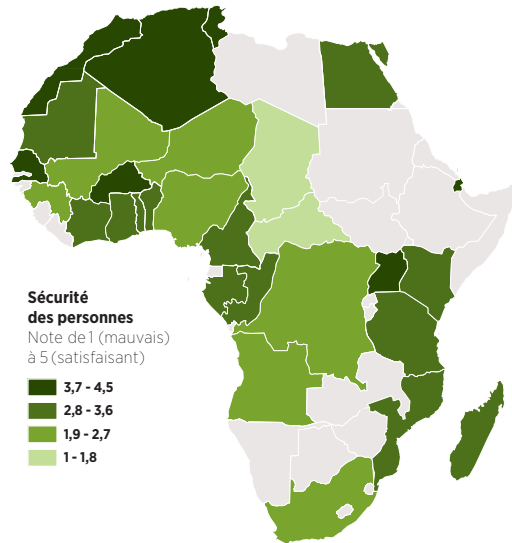 Sécurité
des personnes
Note de 1 (mauvais)
à 5 (satisfaisant)
3,7 - 4,5
2,8 - 3,6
1,9 - 2,7
1 - 1,8